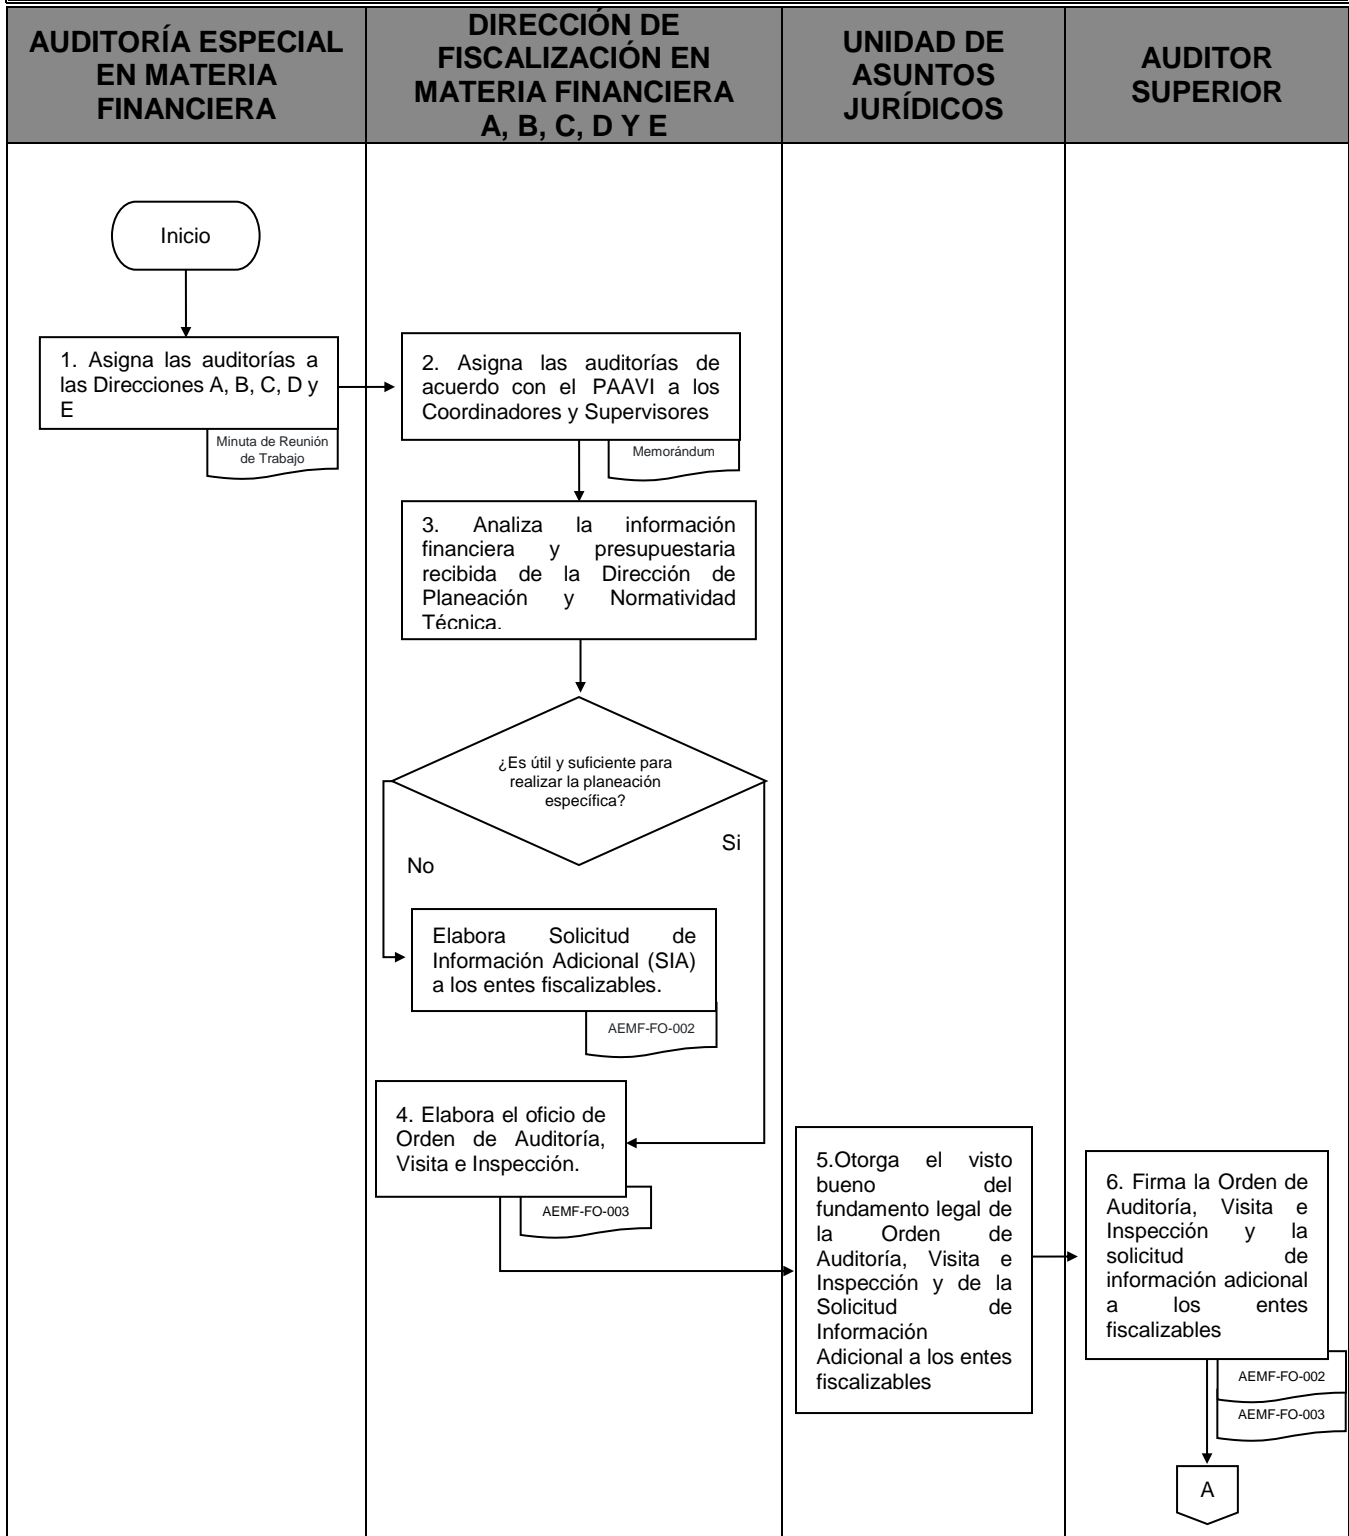 AUDITORÍA ESPECIAL
EN MATERIA
FINANCIERA
DIRECCIÓN DE
FISCALIZACIÓN EN
MATERIA FINANCIERA
A, B, C, D Y E
UNIDAD DE
ASUNTOS
JURÍDICOS
AUDITOR
SUPERIOR
Inicio
1. Asigna las auditorías a
las Direcciones A, B, C, D y
E
Minuta de Reunión
de Trabajo
2. Asigna las auditorías de
acuerdo con el PAAVI a los
Coordinadores y Supervisores
Memorándum
3. Analiza la información
financiera y presupuestaria
recibida de la Dirección de
Planeación y Normatividad
Técnica.
¿Es útil y suficiente para
realizar la planeación
específica?
Si
No
Elabora Solicitud de
Información Adicional (SIA)
a los entes fiscalizables.
AEMF-FO-002
4. Elabora el oficio de
Orden de Auditoría,
Visita e Inspección.
AEMF-FO-003
5.Otorga el visto
bueno del
fundamento legal de
la Orden de
Auditoría, Visita e
Inspección y de la
Solicitud de
Información
Adicional a los entes
fiscalizables
6. Firma la Orden de
Auditoría, Visita e
Inspección y la
solicitud de
información adicional
a los entes
fiscalizables
AEMF-FO-002
AEMF-FO-003
A